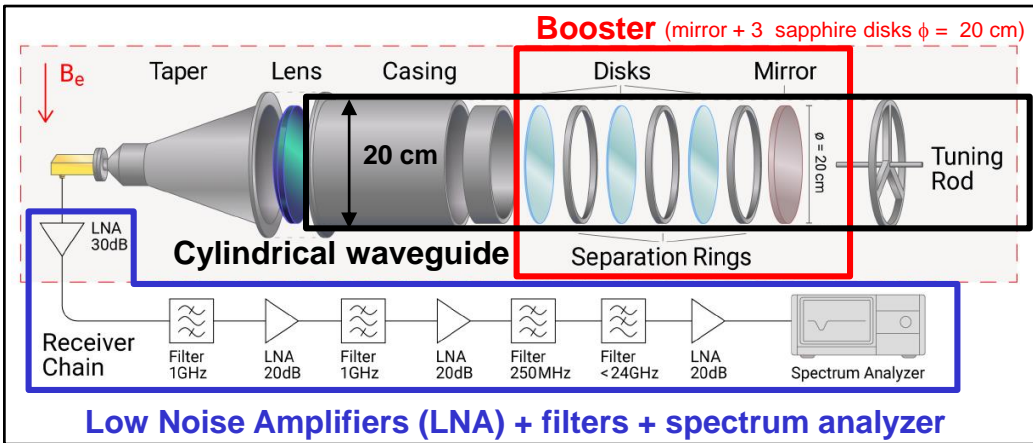 Booster (mirror + 3 sapphire disks ϕ = 20 cm)
Be
Taper
Lens
Casing
Disks
Mirror
20 cm
ø = 20cm
Tuning
Rod
LNA
30dB
Cylindrical waveguide
Separation Rings
Receiver
Chain
Filter
1GHz
LNA
20dB
Filter
1GHz
LNA
20dB
Filter
250MHz
Filter
<24GHz
LNA
20dB
Spectrum Analyzer
Low Noise Amplifiers (LNA) + filters + spectrum analyzer